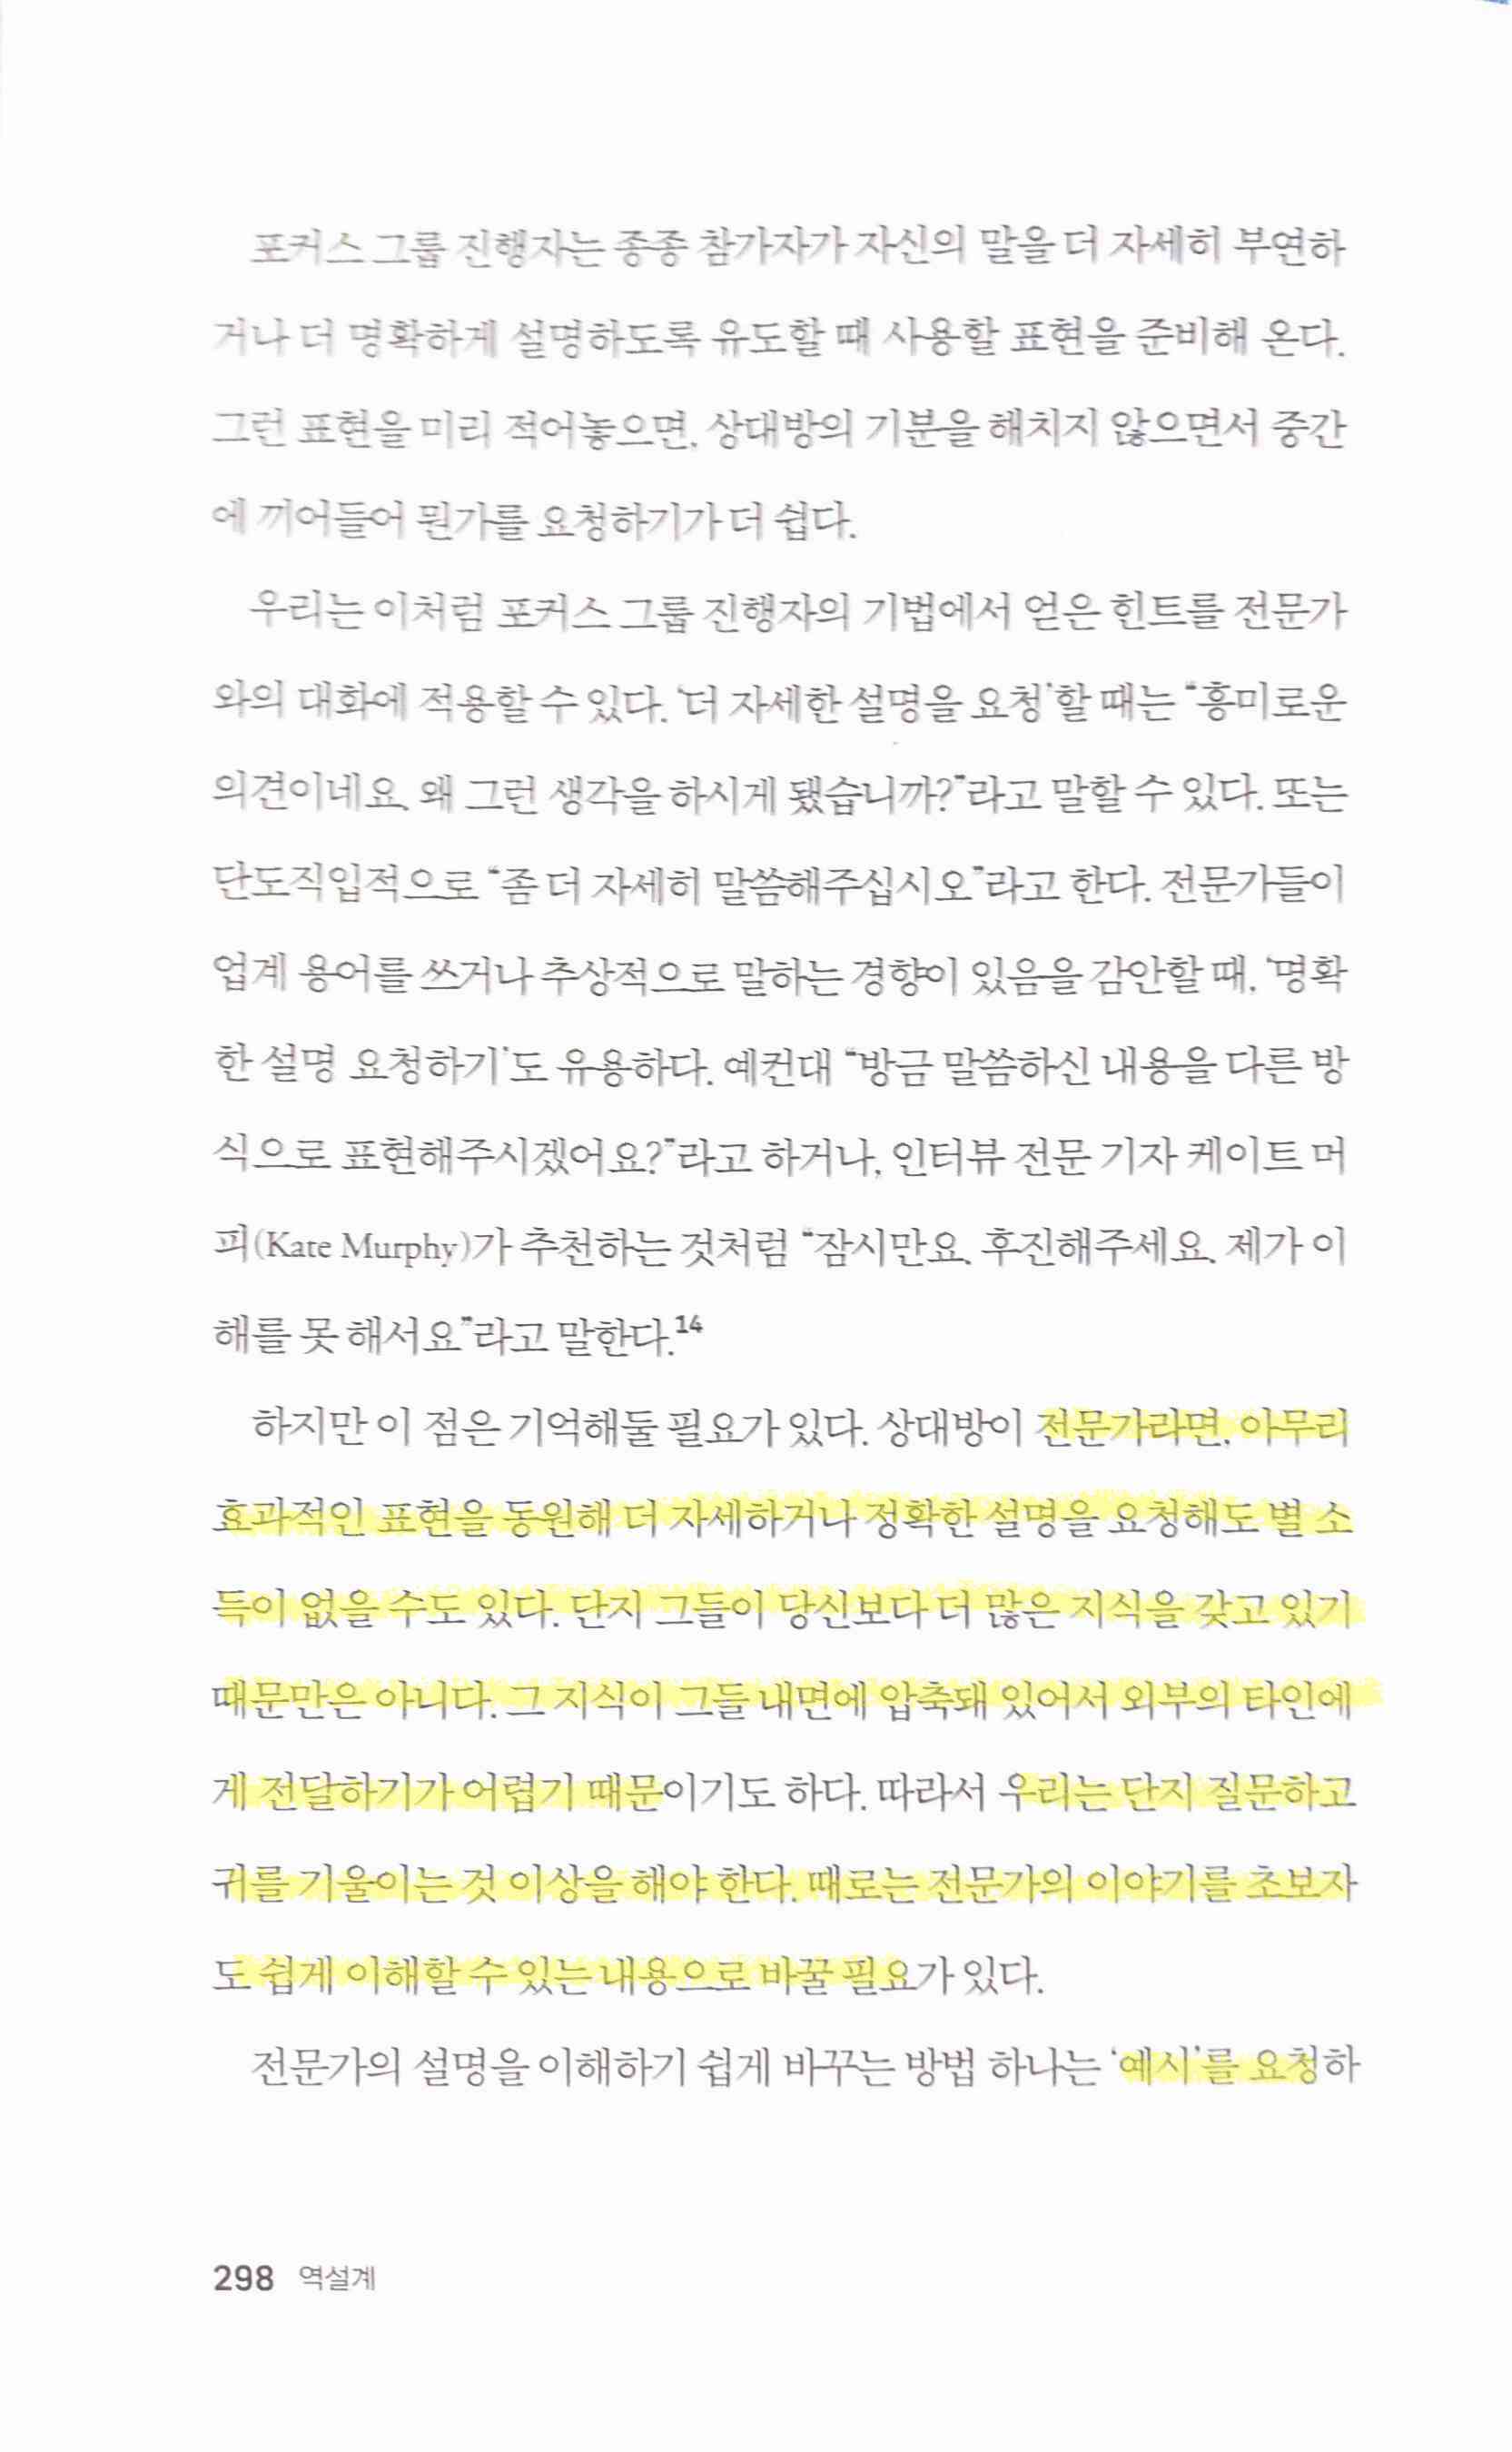 포커스 그룹 진행자는 종종 참가자가 자신의 말을 더 자세히 부연하
거나 더 명확하게 설명하도록 유도할 때 사용할 표현을 준비해 온다.
그런 표현을 미리 적어놓으면, 상대방의 기분을 해치지 않으면서 중간
에 끼어들어 뭔가를 요청하기가 더 쉽다.
우리는 이처럼 포커스 그룹 진행자의 기법에서 얻은 힌트를 전문가
와의 대화에 적용할 수 있다. ‘더 자세한 설명을 요청’할 때는 “흥미로운
의견이네요. 왜 그런 생각을 하시게 됐습니까?”라고 말할 수 있다. 또는
단도직입적으로 “좀 더 자세히 말씀해주십시오”라고 한다. 전문가들이
업계 용어를 쓰거나 추상적으로 말하는 경향이 있음을 감안할 때, ‘명확
한 설명 요청하기’도 유용하다. 예컨대 “방금 말씀하신 내용을 다른 방
식으로 표현해주시겠어요?”라고 하거나, 인터뷰 전문 기자 케이트 머
피(Kate Murphy)가 추천하는 것처럼 “잠시만요. 후진해주세요. 제가 이
해를 못 해서요”라고 말한다.14
하지만 이 점은 기억해둘 필요가 있다. 상대방이 전문가라면, 아무리
효과적인 표현을 동원해 더 자세하거나 정확한 설명을 요청해도 별 소
득이 없을 수도 있다. 단지 그들이 당신보다 더 많은 지식을 갖고 있기
때문만은 아니다. 그 지식이 그들 내면에 압축돼 있어서 외부의 타인에
게 전달하기가 어렵기 때문이기도 하다. 따라서 우리는 단지 질문하고
귀를 기울이는 것 이상을 해야 한다. 때로는 전문가의 이야기를 초보자
도 쉽게 이해할 수 있는 내용으로 바꿀 필요가 있다.
전문가의 설명을 이해하기 쉽게 바꾸는 방법 하나는 ‘예시’를 요청하
298 역설계